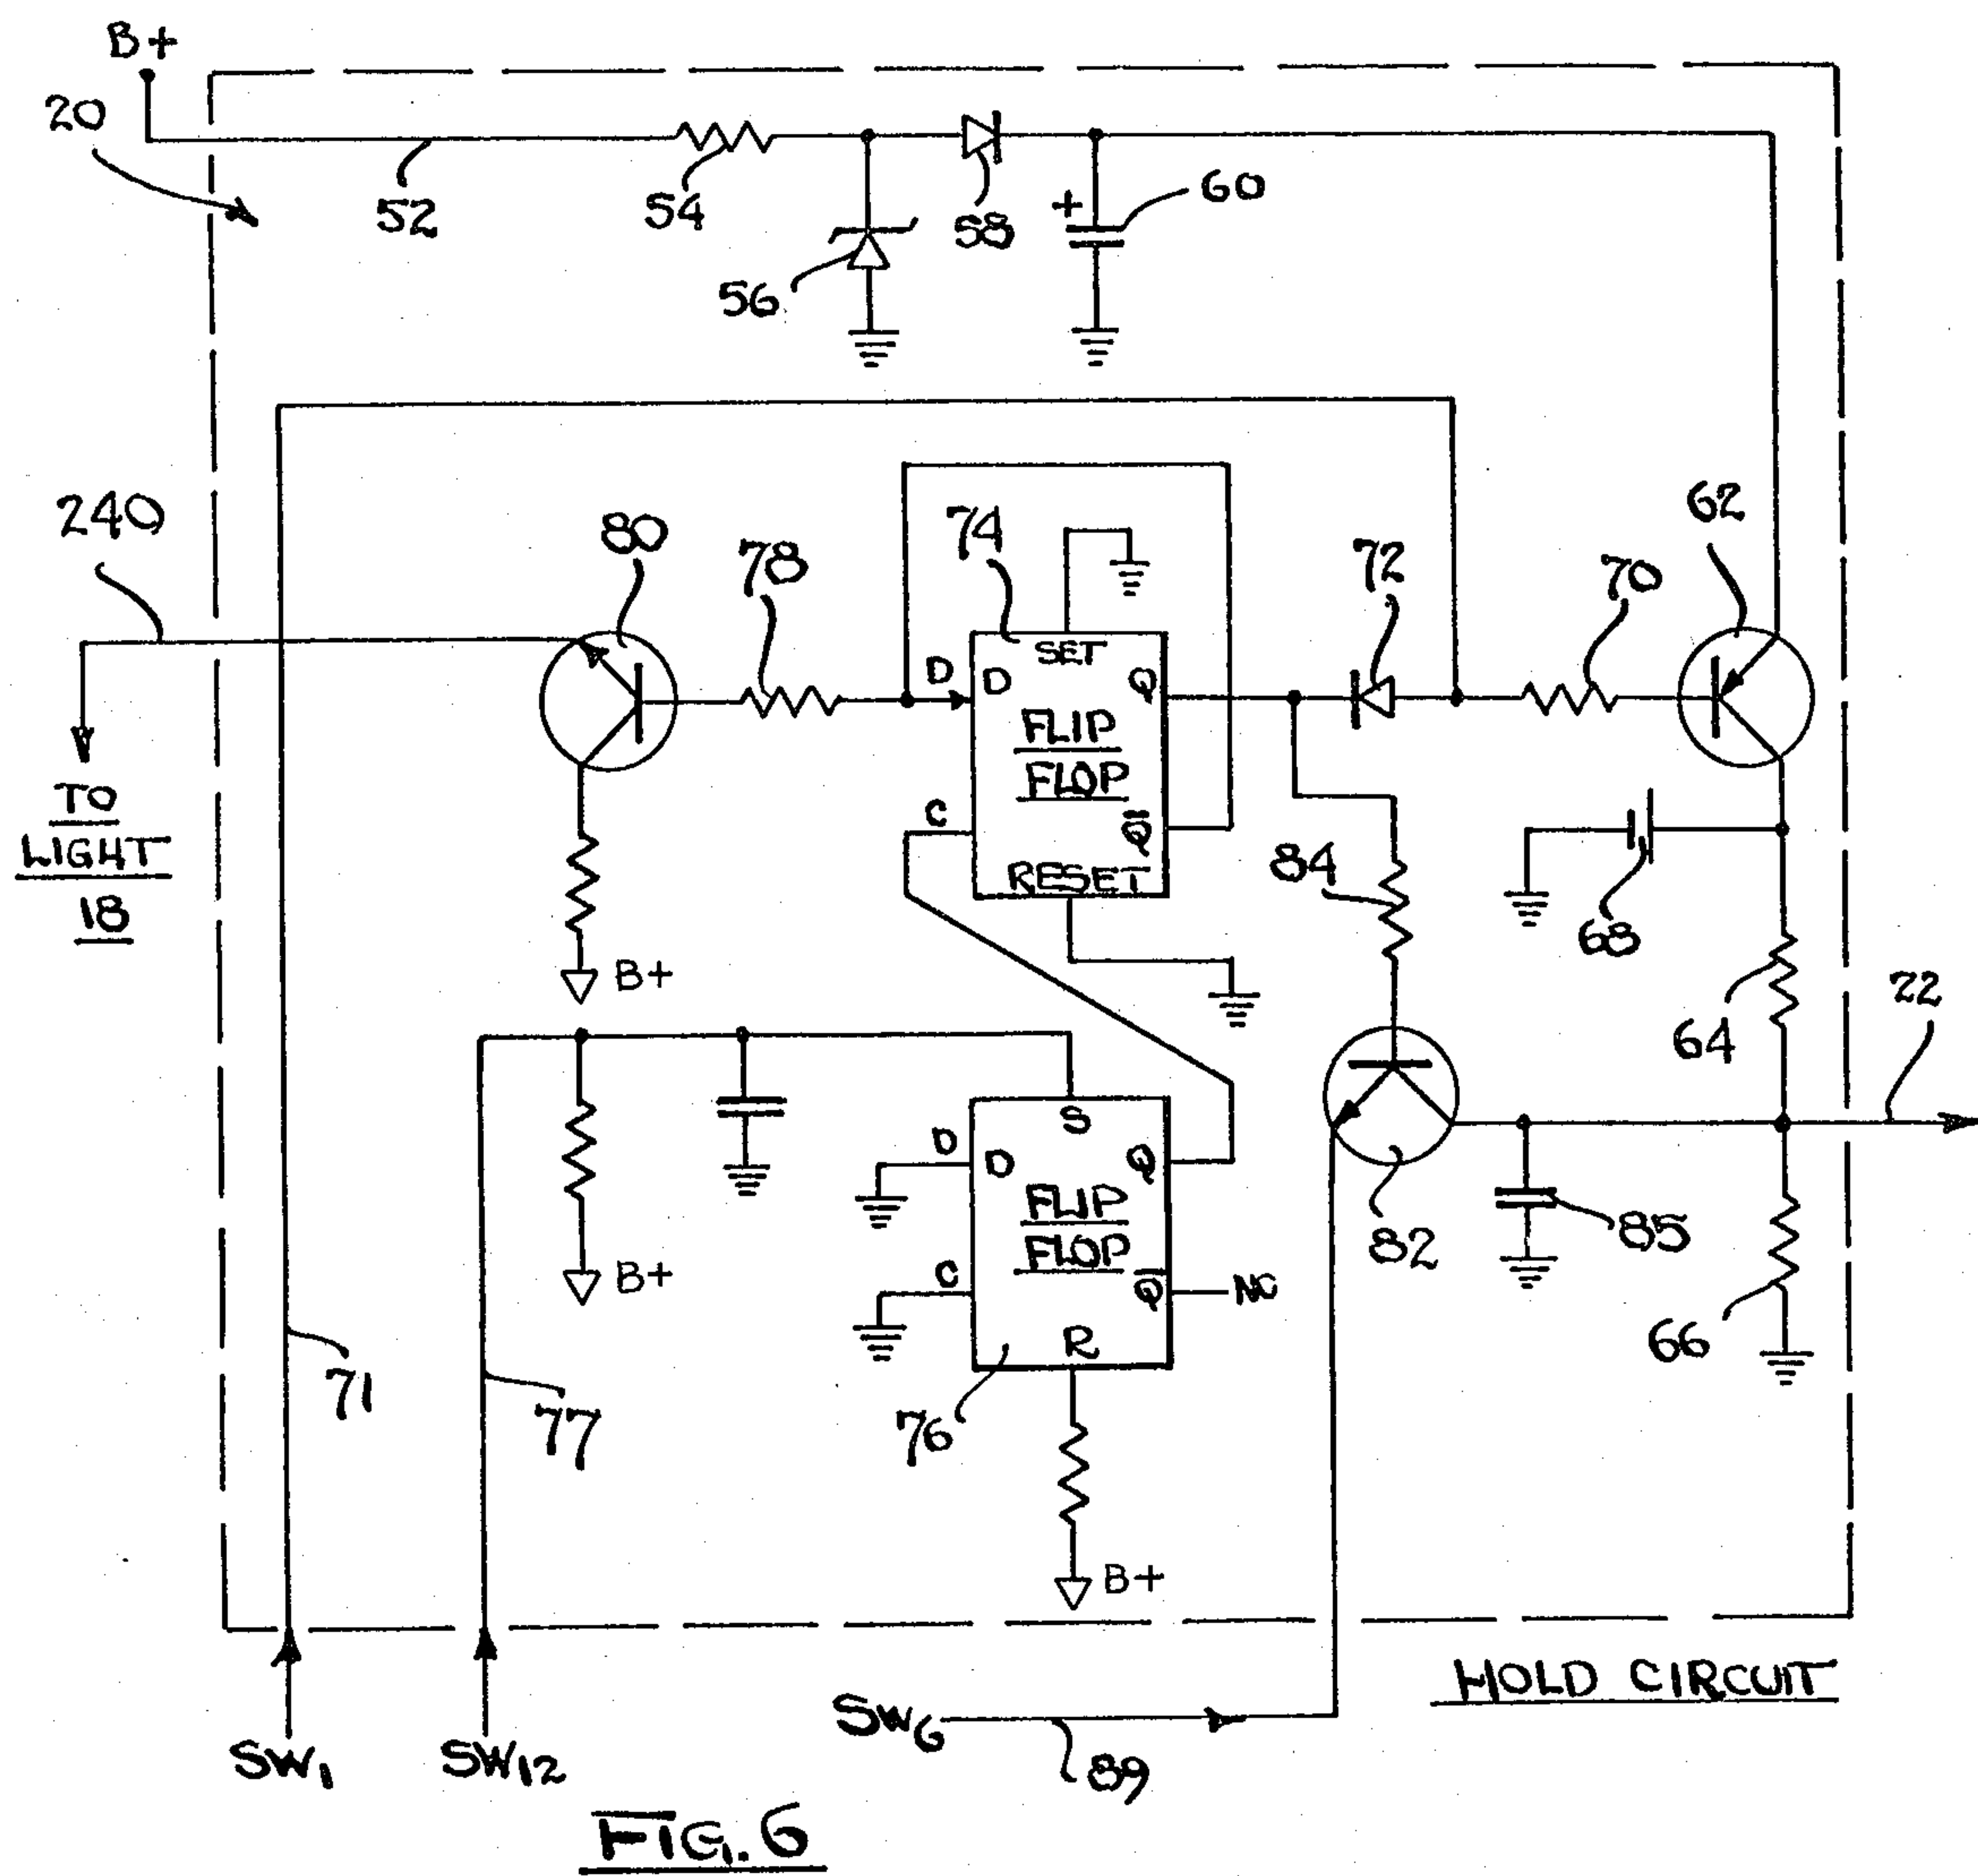 B+
20
52
54
56
58
60
240
80
78
74
72
70
62
SET
D
D
Q
FLIP
FLOP
C
Q̅
RESET
TO
LIGHT
18
84
68
64
22
B+
S
D
D
Q
FLIP
FLOP
C
Q̅
NC
R
B+
82
85
66
71
77
76
B+
HOLD CIRCUIT
SW1
SW12
SW6
89
FIG. 6